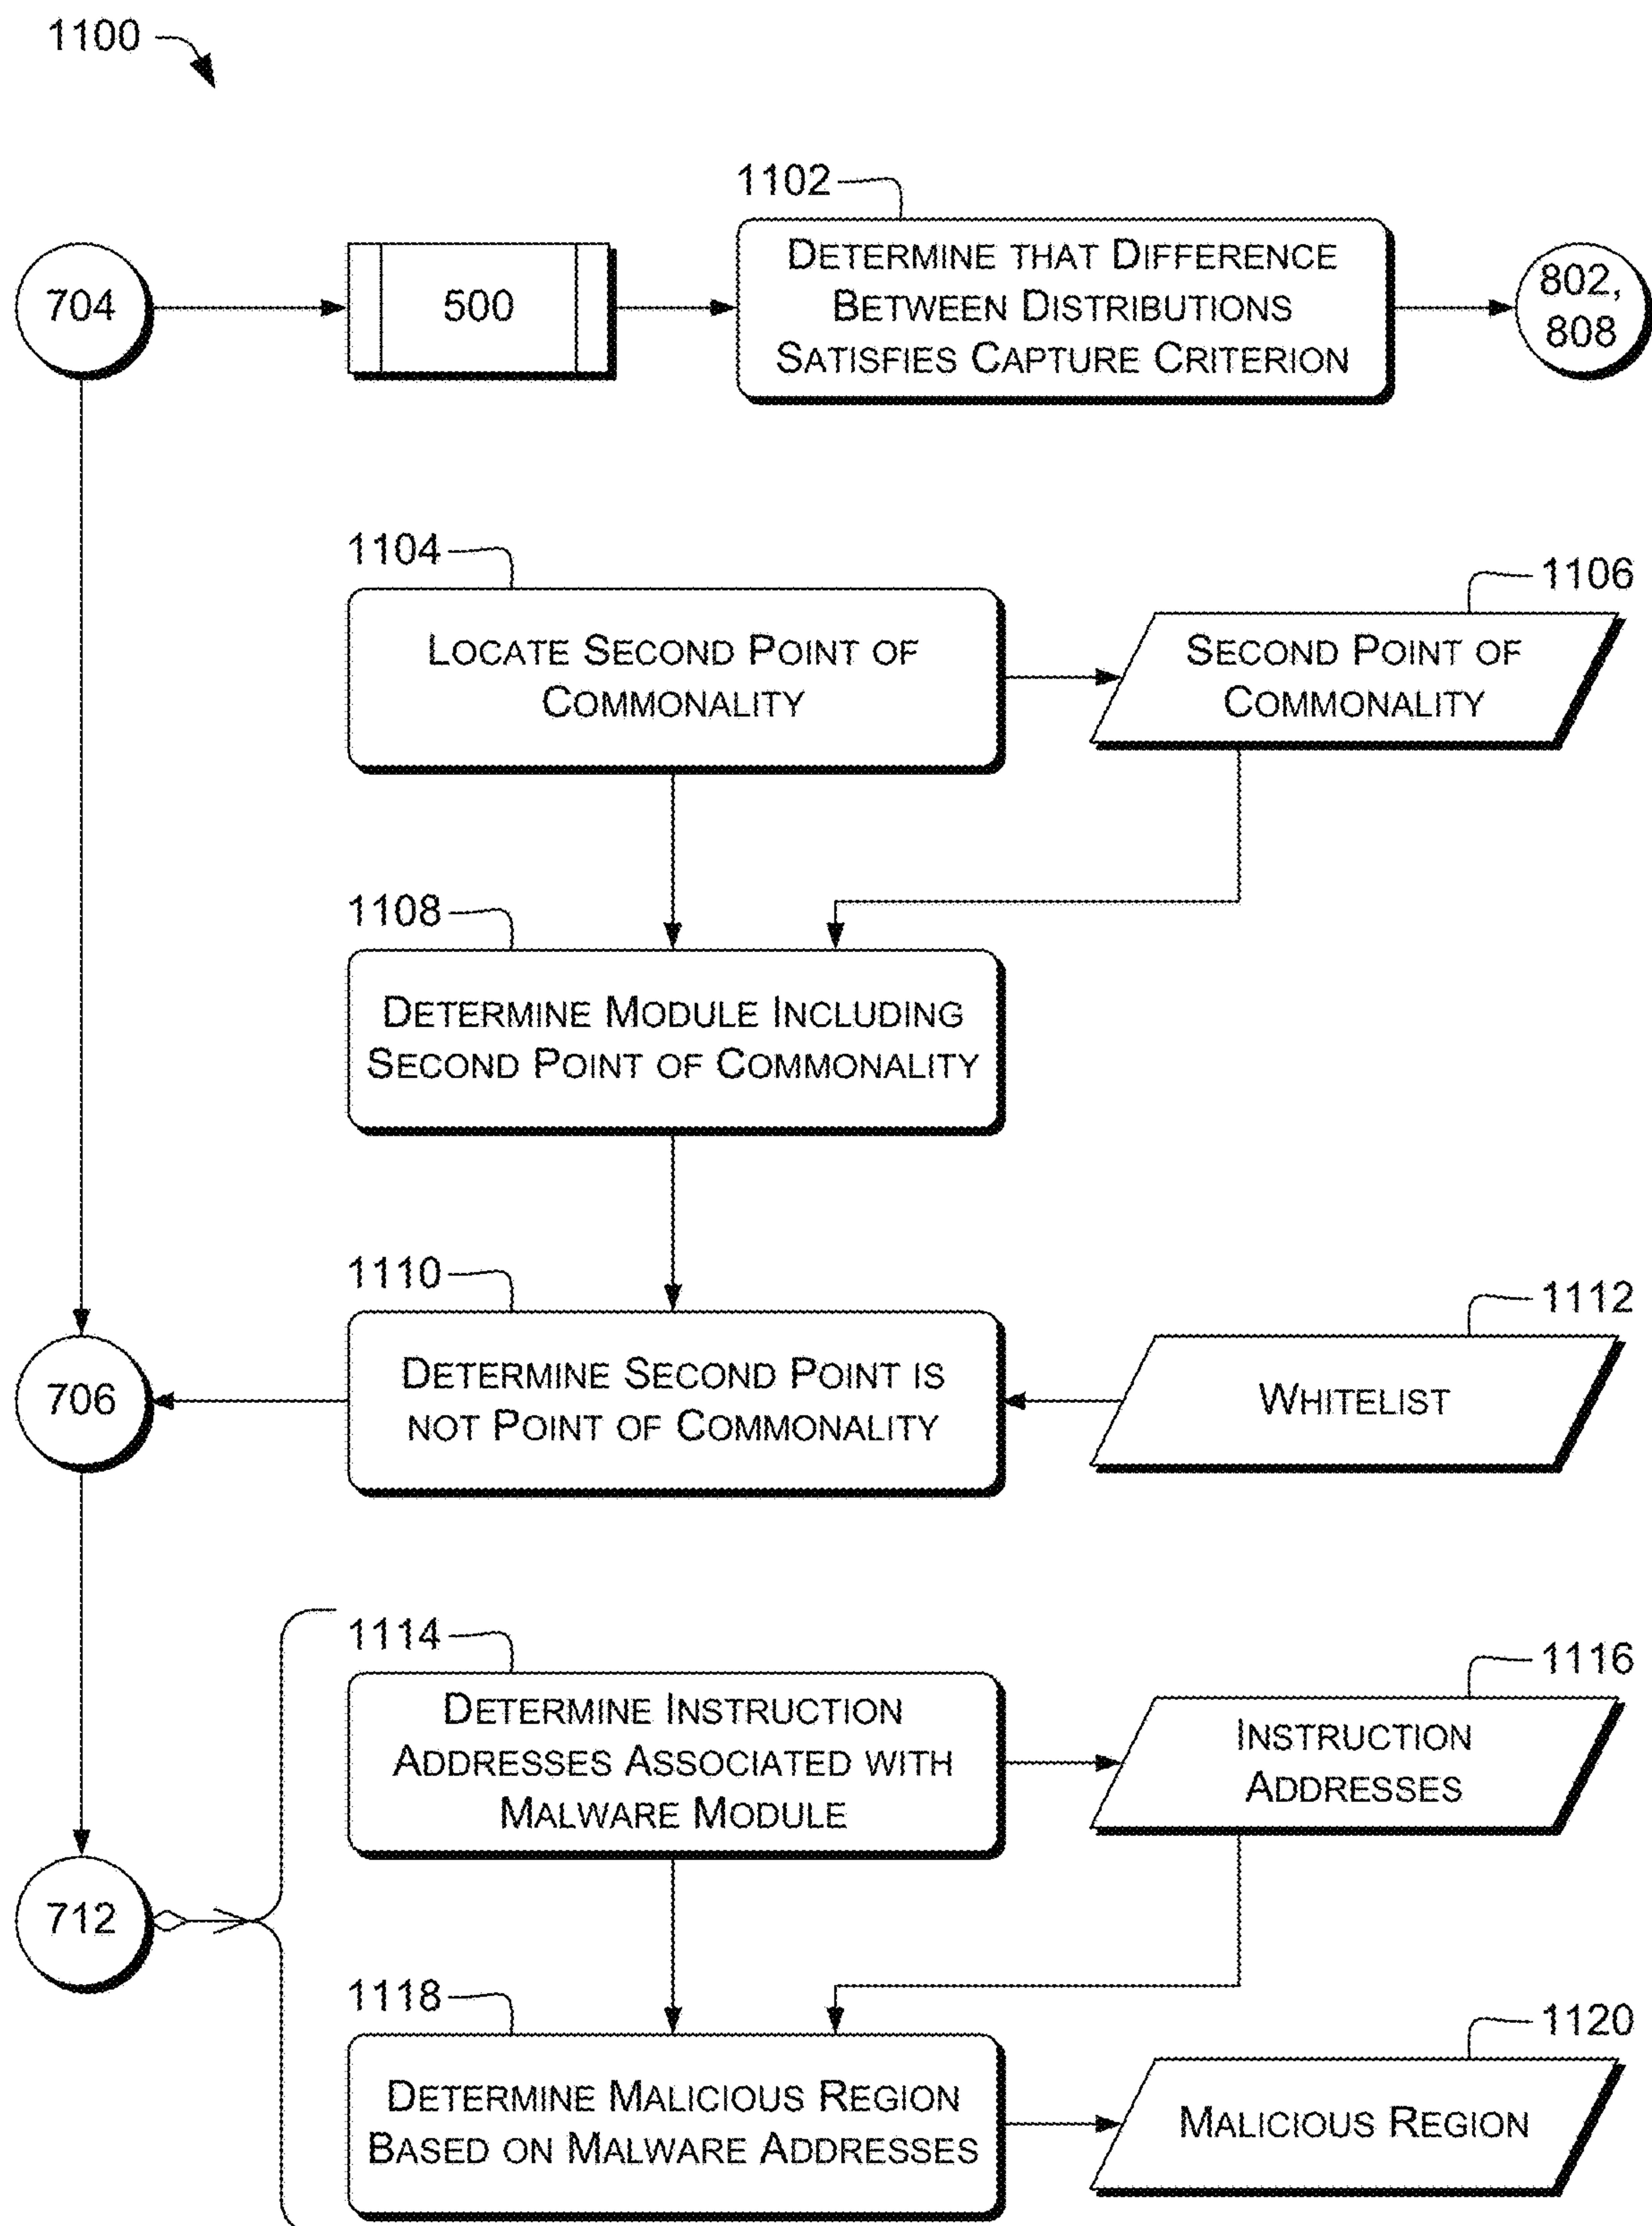 1100
1102
704
500
DETERMINE THAT DIFFERENCE
BETWEEN DISTRIBUTIONS
SATISFIES CAPTURE CRITERION
802,
808
1104
LOCATE SECOND POINT OF
COMMONALITY
1106
SECOND POINT OF
COMMONALITY
1108
DETERMINE MODULE INCLUDING
SECOND POINT OF COMMONALITY
1110
DETERMINE SECOND POINT IS
NOT POINT OF COMMONALITY
1112
WHITELIST
706
1114
DETERMINE INSTRUCTION
ADDRESSES ASSOCIATED WITH
MALWARE MODULE
1116
INSTRUCTION
ADDRESSES
712
1118
DETERMINE MALICIOUS REGION
BASED ON MALWARE ADDRESSES
1120
MALICIOUS REGION